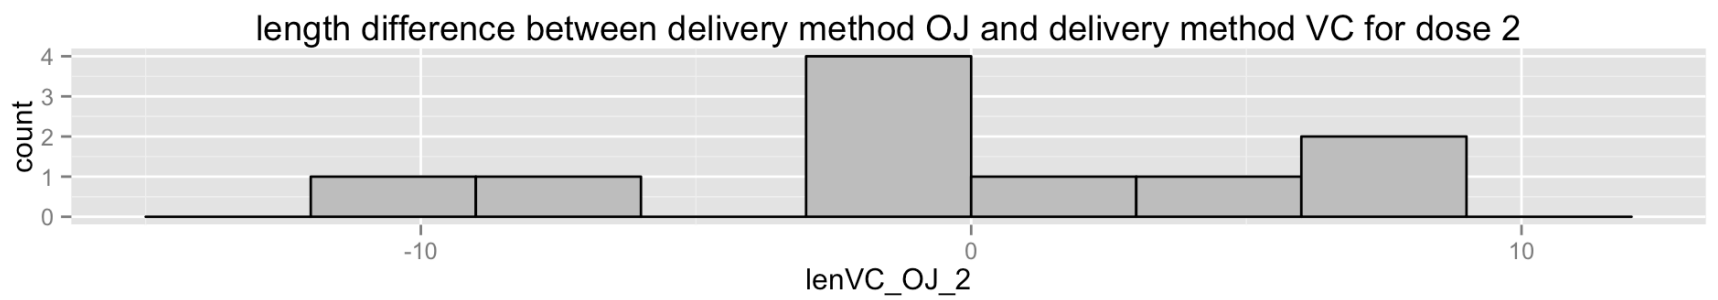 length difference between delivery method OJ and delivery method VC for dose 2
count
4
3
2
1
0
-10
0
10
lenVC_OJ_2